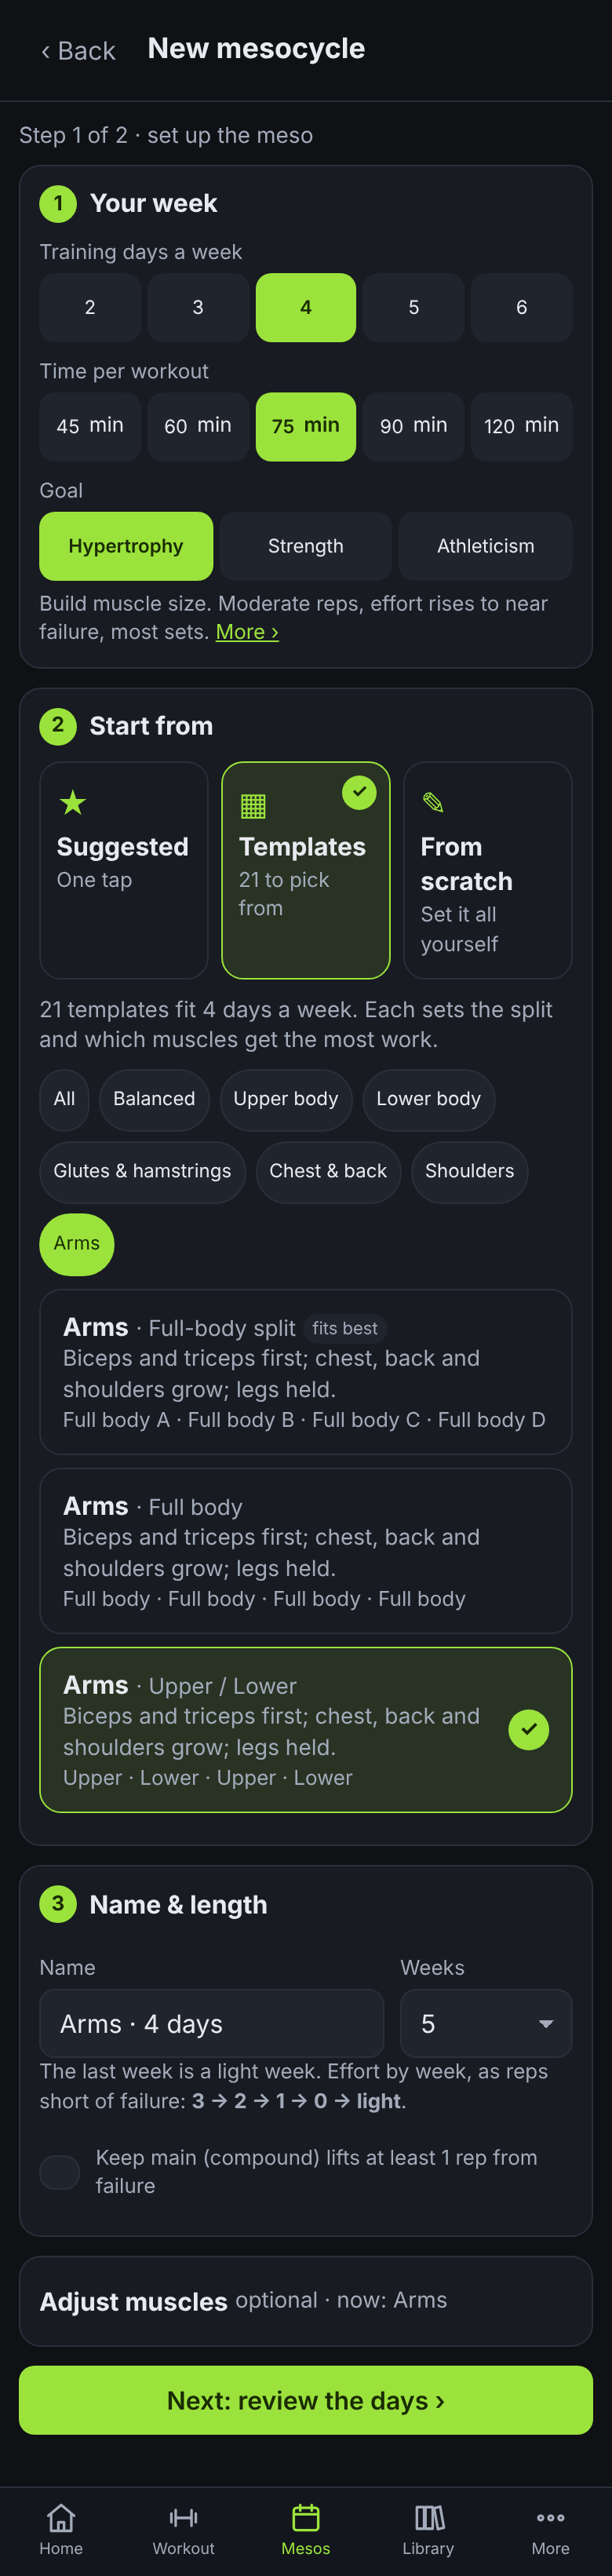 ‹ Back New mesocycle
Step 1 of 2 · set up the meso
1 Your week
Training days a week
2 3 4 5 6
Time per workout
45 min 60 min 75 min 90 min 120 min
Goal
Hypertrophy Strength Athleticism
Build muscle size. Moderate reps, effort rises to near
failure, most sets. More ›
2 Start from
★ ▦ ✓ ✎
Suggested Templates From
scratch
One tap 21 to pick
from
Set it all
yourself
21 templates fit 4 days a week. Each sets the split
and which muscles get the most work.
All Balanced Upper body Lower body
Glutes & hamstrings Chest & back Shoulders
Arms
Arms · Full-body split fits best
Biceps and triceps first; chest, back and
shoulders grow; legs held.
Full body A · Full body B · Full body C · Full body D
Arms · Full body
Biceps and triceps first; chest, back and
shoulders grow; legs held.
Full body · Full body · Full body · Full body
Arms · Upper / Lower
Biceps and triceps first; chest, back and
shoulders grow; legs held.
Upper · Lower · Upper · Lower
✓
3 Name & length
Name Weeks
Arms · 4 days 5
The last week is a light week. Effort by week, as reps
short of failure: 3 → 2 → 1 → 0 → light.
Keep main (compound) lifts at least 1 rep from
failure
Adjust muscles optional · now: Arms
Next: review the days ›
Home Workout Mesos Library More